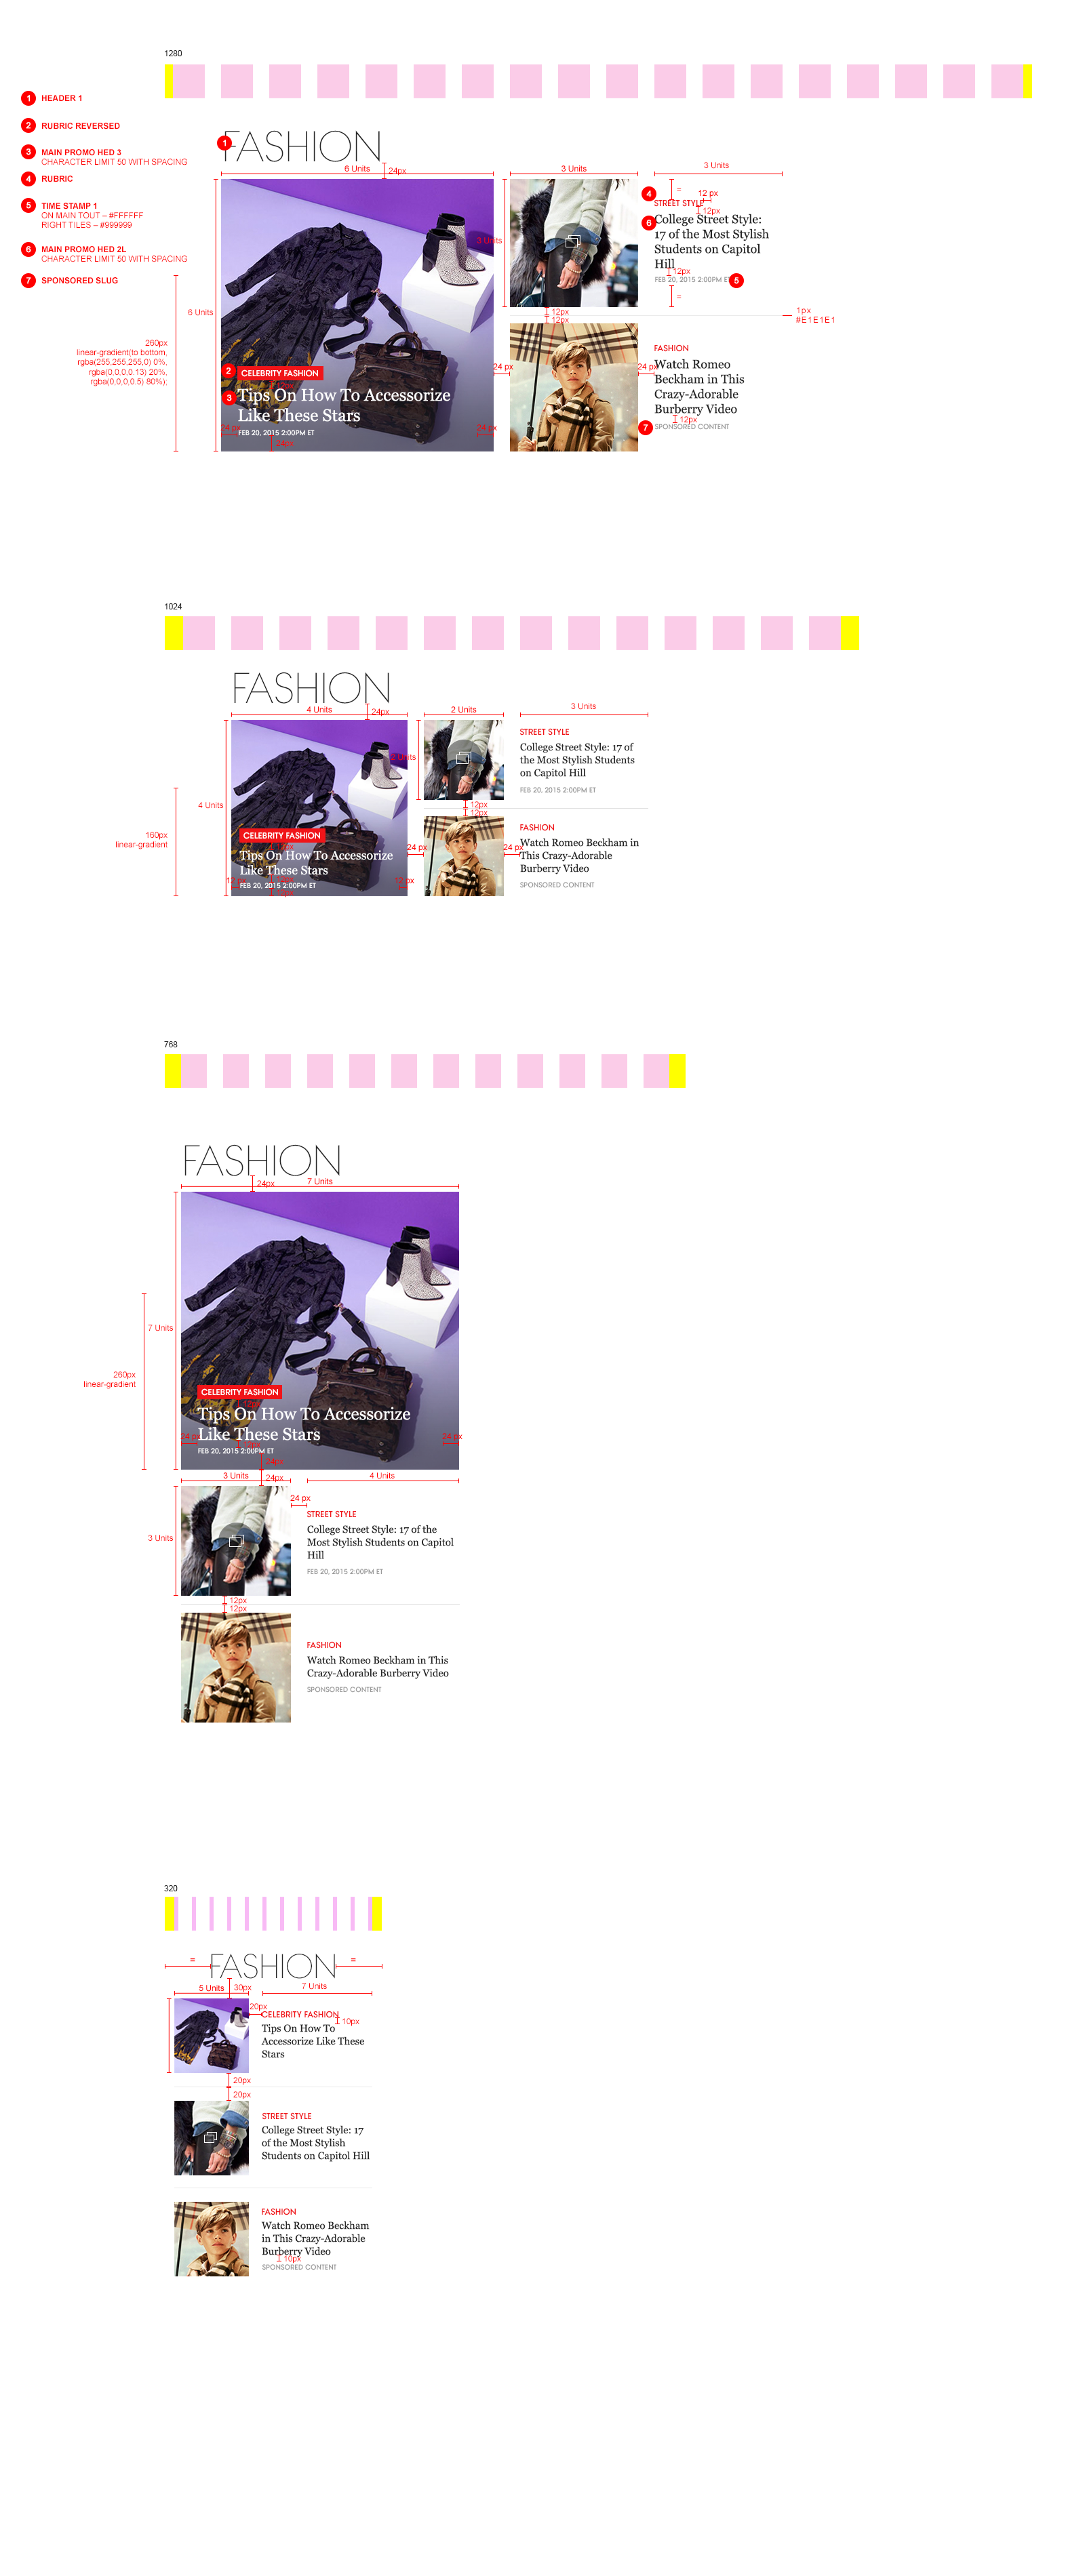 1280
1 HEADER 1
2 RUBRIC REVERSED
3 MAIN PROMO HED 3
CHARACTER LIMIT 50 WITH SPACING
4 RUBRIC
5 TIME STAMP 1
ON MAIN TOUT – #FFFFFF
RIGHT TILES – #999999
6 MAIN PROMO HED 2L
CHARACTER LIMIT 50 WITH SPACING
7 SPONSORED SLUG
260px
linear-gradient(to bottom,
rgba(255,255,255,0) 0%,
rgba(0,0,0,0.13) 20%,
rgba(0,0,0,0.5) 80%);
1
FASHION
6 Units
24px
3 Units
3 Units
6 Units
3 Units
2
CELEBRITY FASHION
3
Tips On How To Accessorize
Like These Stars
FEB 20, 2015 2:00PM ET
24 px
24 px
24px
12px
12px
24 px
24 px
4
=
12 px
STREET STYLE
12px
6
College Street Style:
17 of the Most Stylish
Students on Capitol
Hill
12px
FEB 20, 2015 2:00PM ET
5
=
1px
#E1E1E1
FASHION
Watch Romeo
Beckham in This
Crazy-Adorable
Burberry Video
12px
7
SPONSORED CONTENT
1024
FASHION
4 Units
24px
2 Units
3 Units
4 Units
160px
linear-gradient
CELEBRITY FASHION
Tips On How To Accessorize
Like These Stars
FEB 20, 2015 2:00PM ET
12 px
12 px
12px
12px
12px
24 px
24 px
STREET STYLE
College Street Style: 17 of
the Most Stylish Students
on Capitol Hill
FEB 20, 2015 2:00PM ET
FASHION
Watch Romeo Beckham in
This Crazy-Adorable
Burberry Video
SPONSORED CONTENT
768
FASHION
24px
7 Units
7 Units
260px
linear-gradient
CELEBRITY FASHION
Tips On How To Accessorize
Like These Stars
24 px
24 px
FEB 20, 2015 2:00PM ET
24px
3 Units
24px
4 Units
24 px
3 Units
STREET STYLE
College Street Style: 17 of the
Most Stylish Students on Capitol
Hill
FEB 20, 2015 2:00PM ET
12px
12px
FASHION
Watch Romeo Beckham in This
Crazy-Adorable Burberry Video
SPONSORED CONTENT
320
=
FASHION
=
5 Units
30px
7 Units
20px
CELEBRITY FASHION
10px
Tips On How To
Accessorize Like These
Stars
20px
20px
STREET STYLE
College Street Style: 17
of the Most Stylish
Students on Capitol Hill
FASHION
Watch Romeo Beckham
in This Crazy-Adorable
Burberry Video
10px
SPONSORED CONTENT